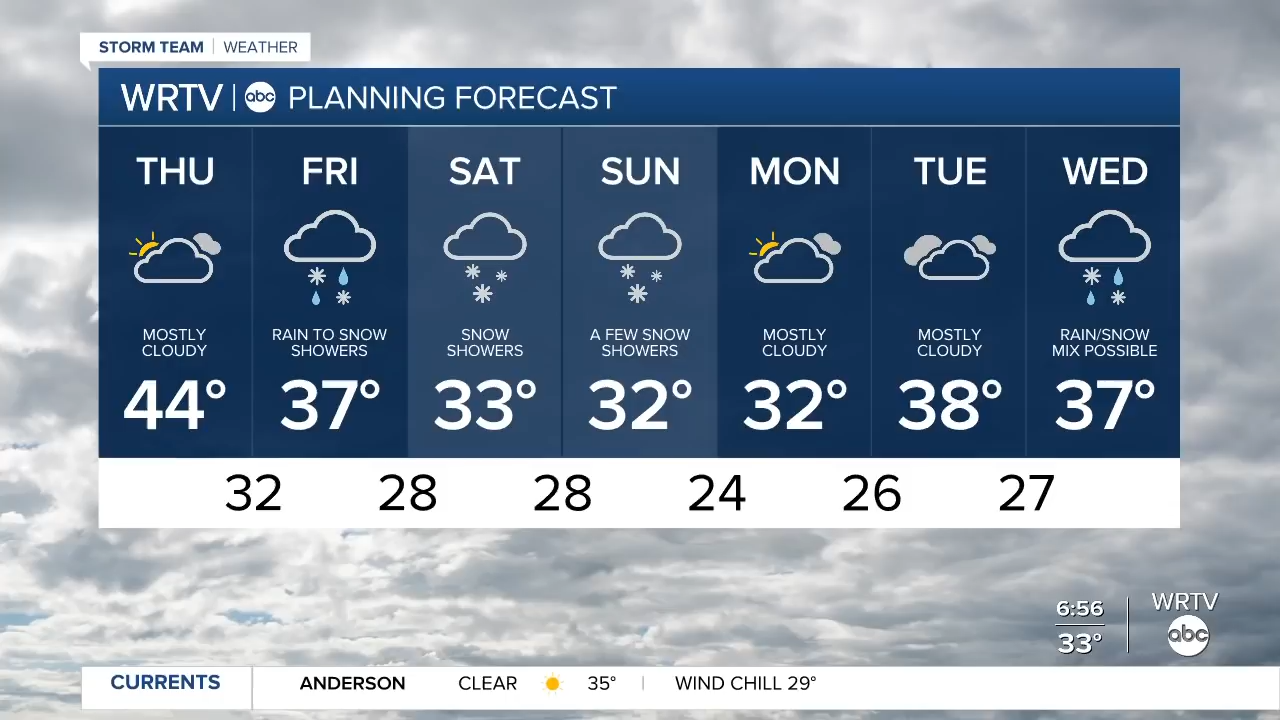 STORM TEAM | WEATHER
WRTV | abc PLANNING FORECAST
THU FRI SAT SUN MON TUE WED
MOSTLY CLOUDY
RAIN TO SNOW SHOWERS
SNOW SHOWERS
A FEW SNOW SHOWERS
MOSTLY CLOUDY
MOSTLY CLOUDY
RAIN/SNOW MIX POSSIBLE
44° 37° 33° 32° 32° 38° 37°
32 28 28 24 26 27
6:56
33°
WRTV
abc
CURRENTS ANDERSON CLEAR 35° | WIND CHILL 29°